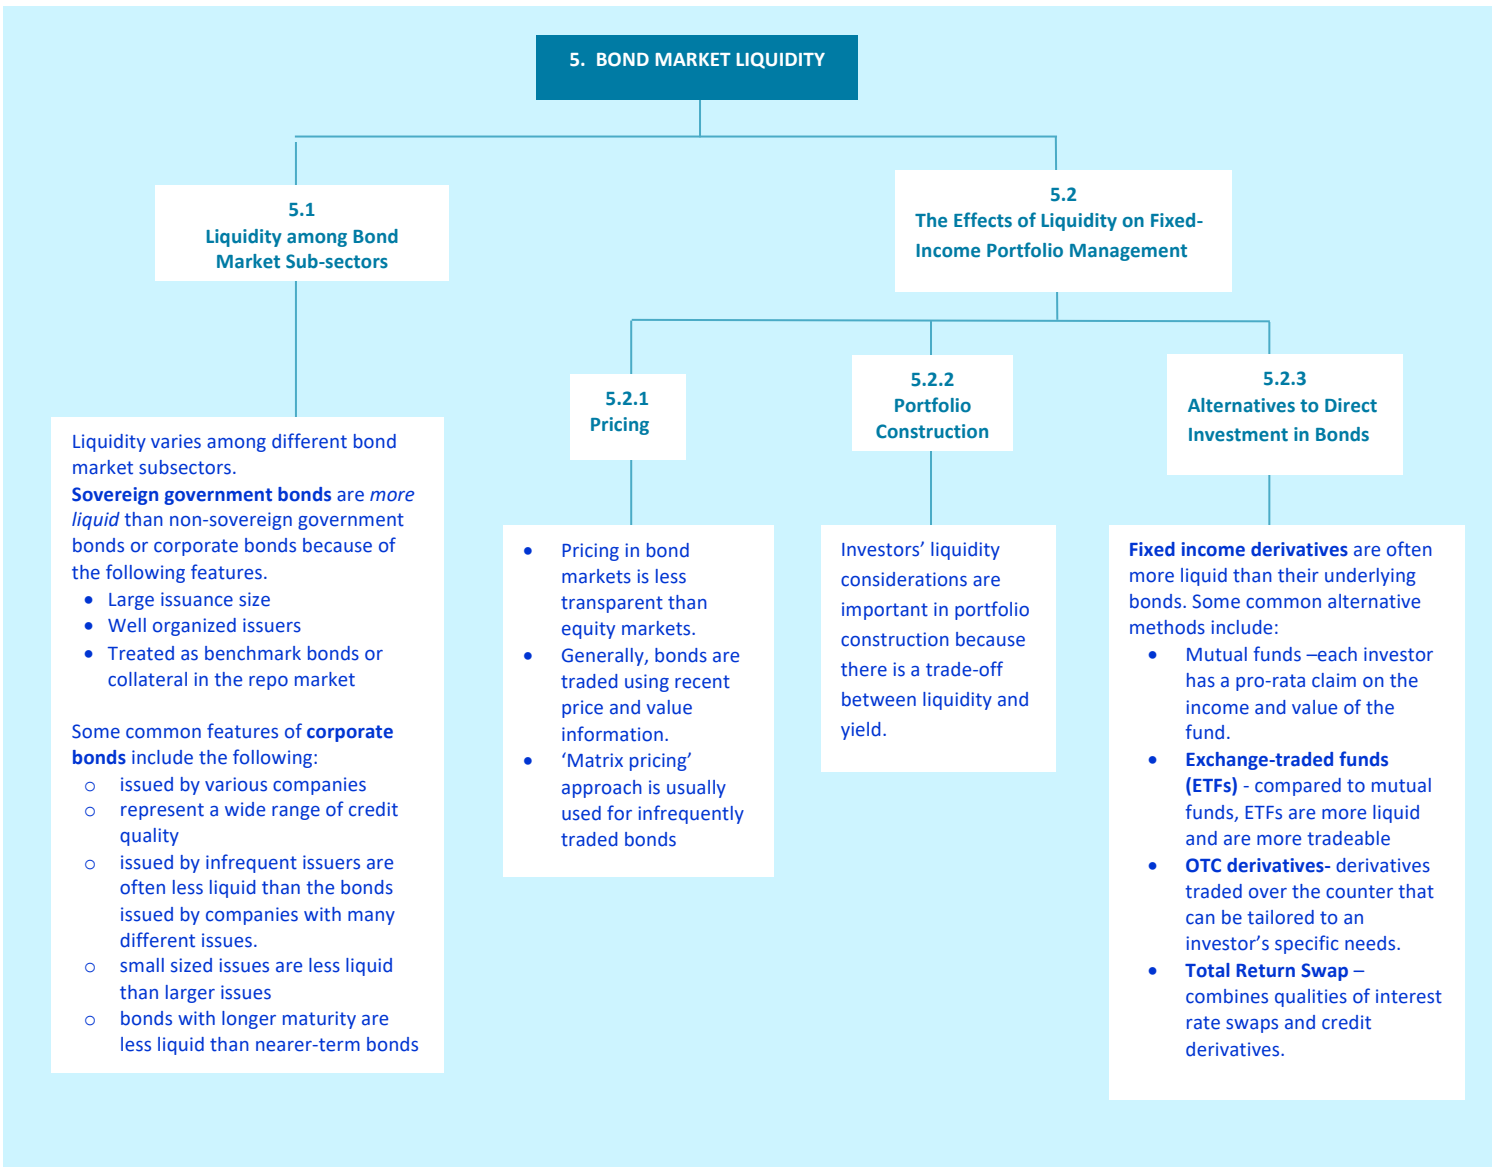 5.  BOND MARKET LIQUIDITY
5.1
Liquidity among Bond
Market Sub-sectors
5.2
The Effects of Liquidity on Fixed-
Income Portfolio Management
5.2.1
Pricing
5.2.2
Portfolio
Construction
5.2.3
Alternatives to Direct
Investment in Bonds
Liquidity varies among different bond
market subsectors.
Sovereign government bonds are more
liquid than non-sovereign government
bonds or corporate bonds because of
the following features.
• Large issuance size
• Well organized issuers
• Treated as benchmark bonds or
collateral in the repo market
Some common features of corporate
bonds include the following:
o issued by various companies
o represent a wide range of credit
quality
o issued by infrequent issuers are
often less liquid than the bonds
issued by companies with many
different issues.
o small sized issues are less liquid
than larger issues
o bonds with longer maturity are
less liquid than nearer-term bonds
• Pricing in bond
markets is less
transparent than
equity markets.
• Generally, bonds are
traded using recent
price and value
information.
• ‘Matrix pricing’
approach is usually
used for infrequently
traded bonds
Investors’ liquidity
considerations are
important in portfolio
construction because
there is a trade-off
between liquidity and
yield.
Fixed income derivatives are often
more liquid than their underlying
bonds. Some common alternative
methods include:
• Mutual funds –each investor
has a pro-rata claim on the
income and value of the
fund.
• Exchange-traded funds
(ETFs) - compared to mutual
funds, ETFs are more liquid
and are more tradeable
• OTC derivatives- derivatives
traded over the counter that
can be tailored to an
investor’s specific needs.
• Total Return Swap –
combines qualities of interest
rate swaps and credit
derivatives.